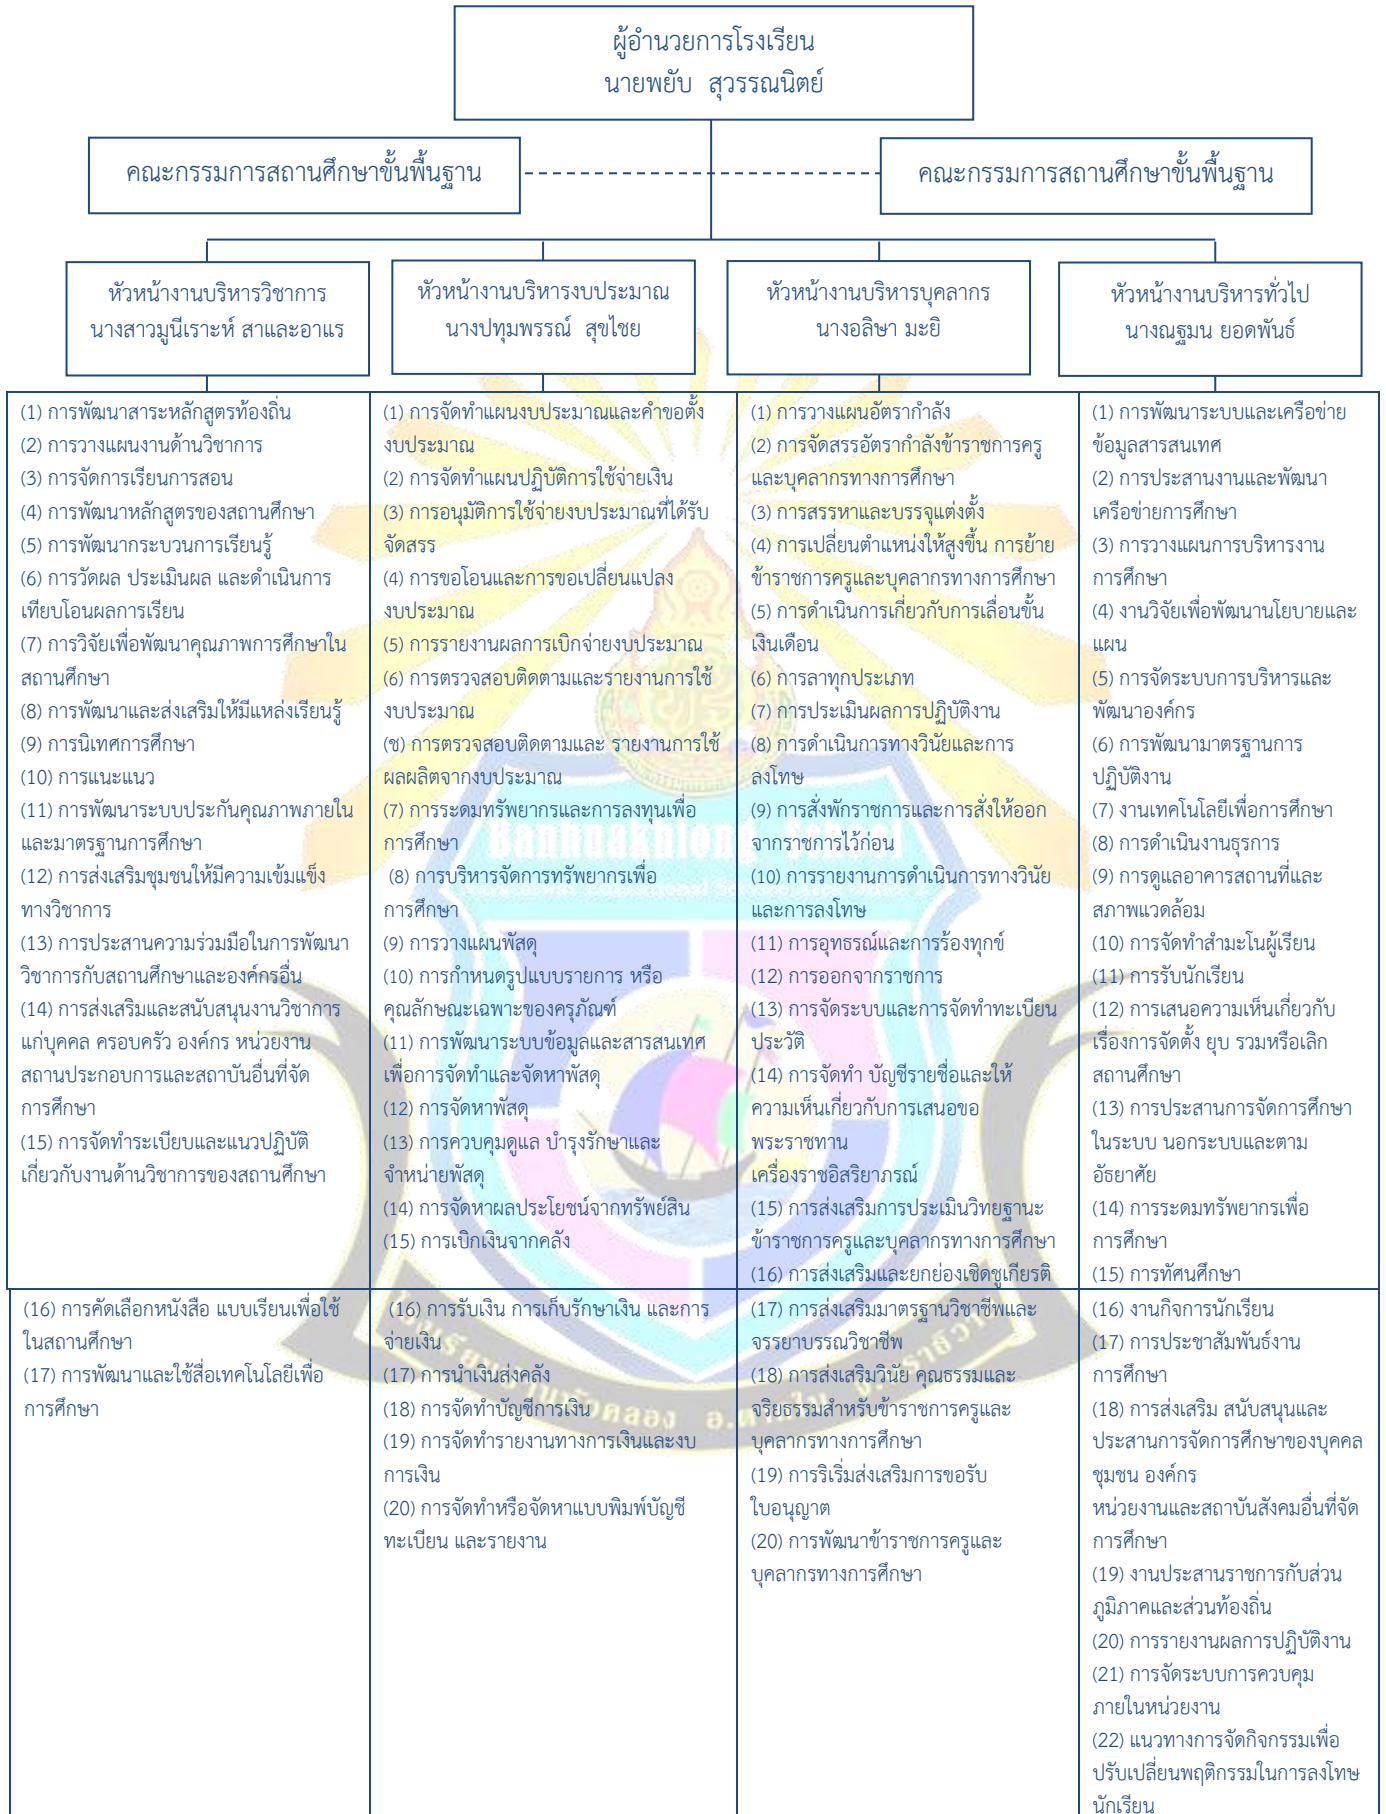 ผู้อำนวยการโรงเรียน
นายพยับ สุวรรณนิตย์
คณะกรรมการสถานศึกษาขั้นพื้นฐาน
คณะกรรมการสถานศึกษาขั้นพื้นฐาน
หัวหน้างานบริหารวิชาการ
นางสาวมูนีเราะห์ สาและอาแร
หัวหน้างานบริหารงบประมาณ
นางปทุมพรรณ์ สุขไชย
หัวหน้างานบริหารบุคลากร
นางอลิษา มะยิ
หัวหน้างานบริหารทั่วไป
นางณฐมน ยอดพันธ์
(1) การพัฒนาสาระหลักสูตรท้องถิ่น
(2) การวางแผนงานด้านวิชาการ
(3) การจัดการเรียนการสอน
(4) การพัฒนาหลักสูตรของสถานศึกษา
(5) การพัฒนากระบวนการเรียนรู้
(6) การวัดผล ประเมินผล และดำเนินการ
เทียบโอนผลการเรียน
(7) การวิจัยเพื่อพัฒนาคุณภาพการศึกษาใน
สถานศึกษา
(8) การพัฒนาและส่งเสริมให้มีแหล่งเรียนรู้
(9) การนิเทศการศึกษา
(10) การแนะแนว
(11) การพัฒนาระบบประกันคุณภาพภายใน
และมาตรฐานการศึกษา
(12) การส่งเสริมชุมชนให้มีความเข้มแข็ง
ทางวิชาการ
(13) การประสานความร่วมมือในการพัฒนา
วิชาการกับสถานศึกษาและองค์กรอื่น
(14) การส่งเสริมและสนับสนุนงานวิชาการ
แก่บุคคล ครอบครัว องค์กร หน่วยงาน
สถานประกอบการและสถาบันอื่นที่จัด
การศึกษา
(15) การจัดทำระเบียบและแนวปฏิบัติ
เกี่ยวกับงานด้านวิชาการของสถานศึกษา
(1) การจัดทำแผนงบประมาณและคำขอตั้ง
งบประมาณ
(2) การจัดทำแผนปฏิบัติการใช้จ่ายเงิน
(3) การอนุมัติการใช้จ่ายงบประมาณที่ได้รับ
จัดสรร
(4) การขอโอนและการขอเปลี่ยนแปลง
งบประมาณ
(5) การรายงานผลการเบิกจ่ายงบประมาณ
(6) การตรวจสอบติดตามและรายงานการใช้
งบประมาณ
(ช) การตรวจสอบติดตามและ รายงานการใช้
ผลผลิตจากงบประมาณ
(7) การระดมทรัพยากรและการลงทุนเพื่อ
การศึกษา
(8) การบริหารจัดการทรัพยากรเพื่อ
การศึกษา
(9) การวางแผนพัสดุ
(10) การกำหนดรูปแบบรายการ หรือ
คุณลักษณะเฉพาะของครุภัณฑ์
(11) การพัฒนาระบบข้อมูลและสารสนเทศ
เพื่อการจัดทำและจัดหาพัสดุ
(12) การจัดหาพัสดุ
(13) การควบคุมดูแล บำรุงรักษาและ
จำหน่ายพัสดุ
(14) การจัดหาผลประโยชน์จากทรัพย์สิน
(15) การเบิกเงินจากคลัง
(1) การวางแผนอัตรากำลัง
(2) การจัดสรรอัตรากำลังข้าราชการครู
และบุคลากรทางการศึกษา
(3) การสรรหาและบรรจุแต่งตั้ง
(4) การเปลี่ยนตำแหน่งให้สูงขึ้น การย้าย
ข้าราชการครูและบุคลากรทางการศึกษา
(5) การดำเนินการเกี่ยวกับการเลื่อนขั้น
เงินเดือน
(6) การลาทุกประเภท
(7) การประเมินผลการปฏิบัติงาน
(8) การดำเนินการทางวินัยและการ
ลงโทษ
(9) การสั่งพักราชการและการสั่งให้ออก
จากราชการไว้ก่อน
(10) การรายงานการดำเนินการทางวินัย
และการลงโทษ
(11) การอุทธรณ์และการร้องทุกข์
(12) การออกจากราชการ
(13) การจัดระบบและการจัดทำทะเบียน
ประวัติ
(14) การจัดทำ บัญชีรายชื่อและให้
ความเห็นเกี่ยวกับการเสนอขอ
พระราชทาน
เครื่องราชอิสริยาภรณ์
(15) การส่งเสริมการประเมินวิทยฐานะ
ข้าราชการครูและบุคลากรทางการศึกษา
(16) การส่งเสริมและยกย่องเชิดชูเกียรติ
(1) การพัฒนาระบบและเครือข่าย
ข้อมูลสารสนเทศ
(2) การประสานงานและพัฒนา
เครือข่ายการศึกษา
(3) การวางแผนการบริหารงาน
การศึกษา
(4) งานวิจัยเพื่อพัฒนานโยบายและ
แผน
(5) การจัดระบบการบริหารและ
พัฒนาองค์กร
(6) การพัฒนามาตรฐานการ
ปฏิบัติงาน
(7) งานเทคโนโลยีเพื่อการศึกษา
(8) การดำเนินงานธุรการ
(9) การดูแลอาคารสถานที่และ
สภาพแวดล้อม
(10) การจัดทำสำมะโนผู้เรียน
(11) การรับนักเรียน
(12) การเสนอความเห็นเกี่ยวกับ
เรื่องการจัดตั้ง ยุบ รวมหรือเลิก
สถานศึกษา
(13) การประสานการจัดการศึกษา
ในระบบ นอกระบบและตาม
อัธยาศัย
(14) การระดมทรัพยากรเพื่อ
การศึกษา
(15) การทัศนศึกษา
(16) การคัดเลือกหนังสือ แบบเรียนเพื่อใช้
ในสถานศึกษา
(17) การพัฒนาและใช้สื่อเทคโนโลยีเพื่อ
การศึกษา
(16) การรับเงิน การเก็บรักษาเงิน และการ
จ่ายเงิน
(17) การนำเงินส่งคลัง
(18) การจัดทำบัญชีการเงิน
(19) การจัดทำรายงานทางการเงินและงบ
การเงิน
(20) การจัดทำหรือจัดหาแบบพิมพ์บัญชี
ทะเบียน และรายงาน
(17) การส่งเสริมมาตรฐานวิชาชีพและ
จรรยาบรรณวิชาชีพ
(18) การส่งเสริมวินัย คุณธรรมและ
จริยธรรมสำหรับข้าราชการครูและ
บุคลากรทางการศึกษา
(19) การริเริ่มส่งเสริมการขอรับ
ใบอนุญาต
(20) การพัฒนาข้าราชการครูและ
บุคลากรทางการศึกษา
(16) งานกิจการนักเรียน
(17) การประชาสัมพันธ์งาน
การศึกษา
(18) การส่งเสริม สนับสนุนและ
ประสานการจัดการศึกษาของบุคคล
ชุมชน องค์กร
หน่วยงานและสถาบันสังคมอื่นที่จัด
การศึกษา
(19) งานประสานราชการกับส่วน
ภูมิภาคและส่วนท้องถิ่น
(20) การรายงานผลการปฏิบัติงาน
(21) การจัดระบบการควบคุม
ภายในหน่วยงาน
(22) แนวทางการจัดกิจกรรมเพื่อ
ปรับเปลี่ยนพฤติกรรมในการลงโทษ
นักเรียน